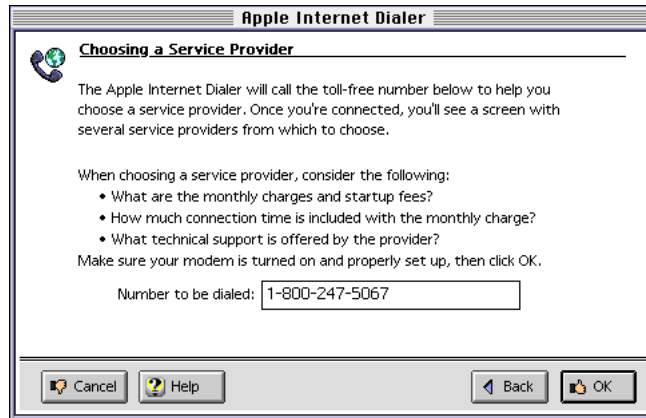 Apple Internet Dialer
Choosing a Service Provider
The Apple Internet Dialer will call the toll-free number below to help you
choose a service provider. Once you're connected, you'll see a screen with
several service providers from which to choose.
When choosing a service provider, consider the following:
• What are the monthly charges and startup fees?
• How much connection time is included with the monthly charge?
• What technical support is offered by the provider?
Make sure your modem is turned on and properly set up, then click OK.
Number to be dialed: 1-800-247-5067
Cancel Help Back OK